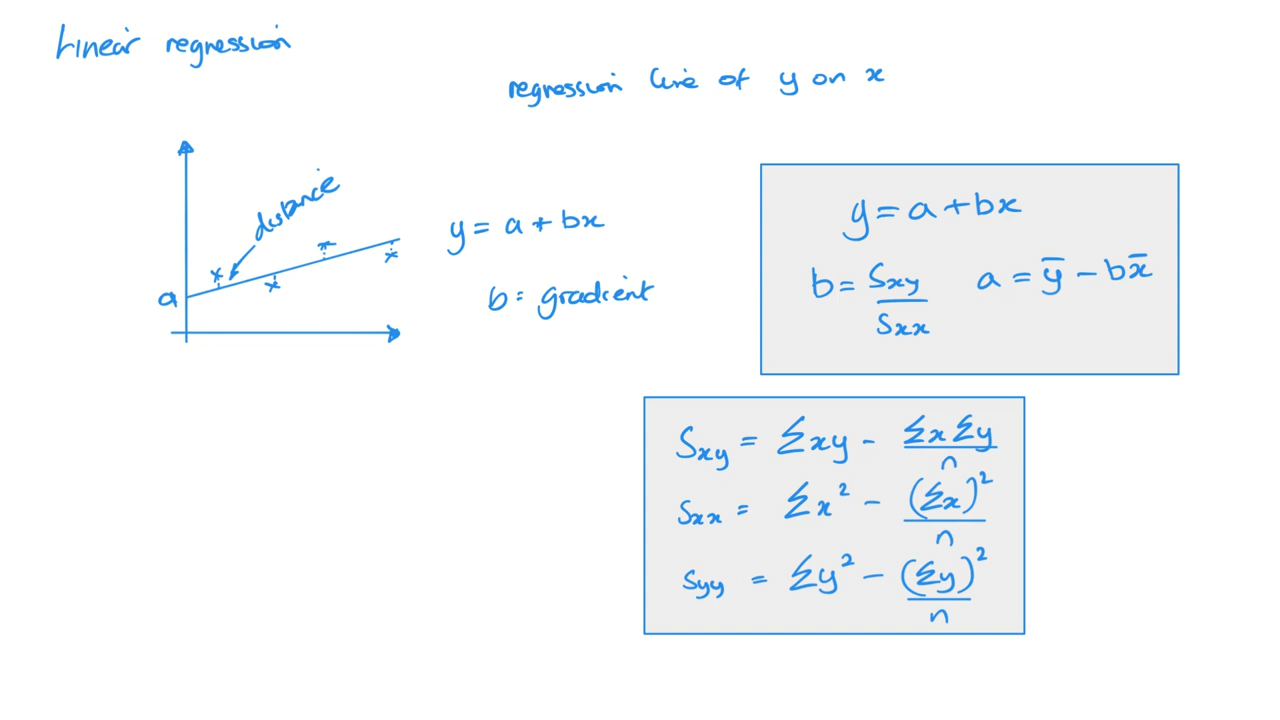 Linear regression
regression line of y on x
distance
a
y = a + bx
b = gradient
y = a + bx
b = Sxy / Sxx    a = ȳ − bx̄
Sxy = Σxy − ΣxΣy / n
Sxx = Σx² − (Σx)² / n
Syy = Σy² − (Σy)² / n